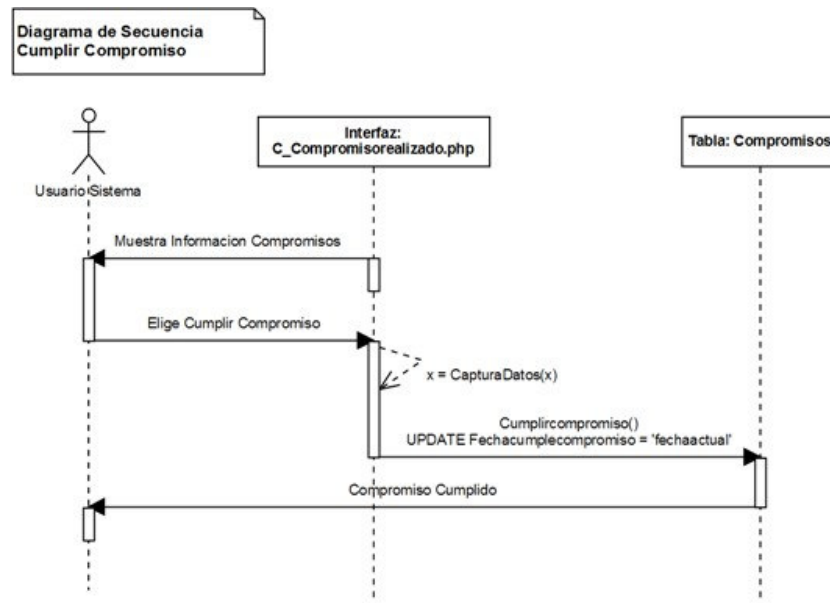 Diagrama de Secuencia
Cumplir Compromiso
Interfaz:
C_Compromisorealizado.php
Tabla: Compromisos
Usuario Sistema
Muestra Informacion Compromisos
Elige Cumplir Compromiso
x = CapturaDatos(x)
Cumplircompromiso()
UPDATE Fechacumplecompromiso = 'fechaactual'
Compromiso Cumplido